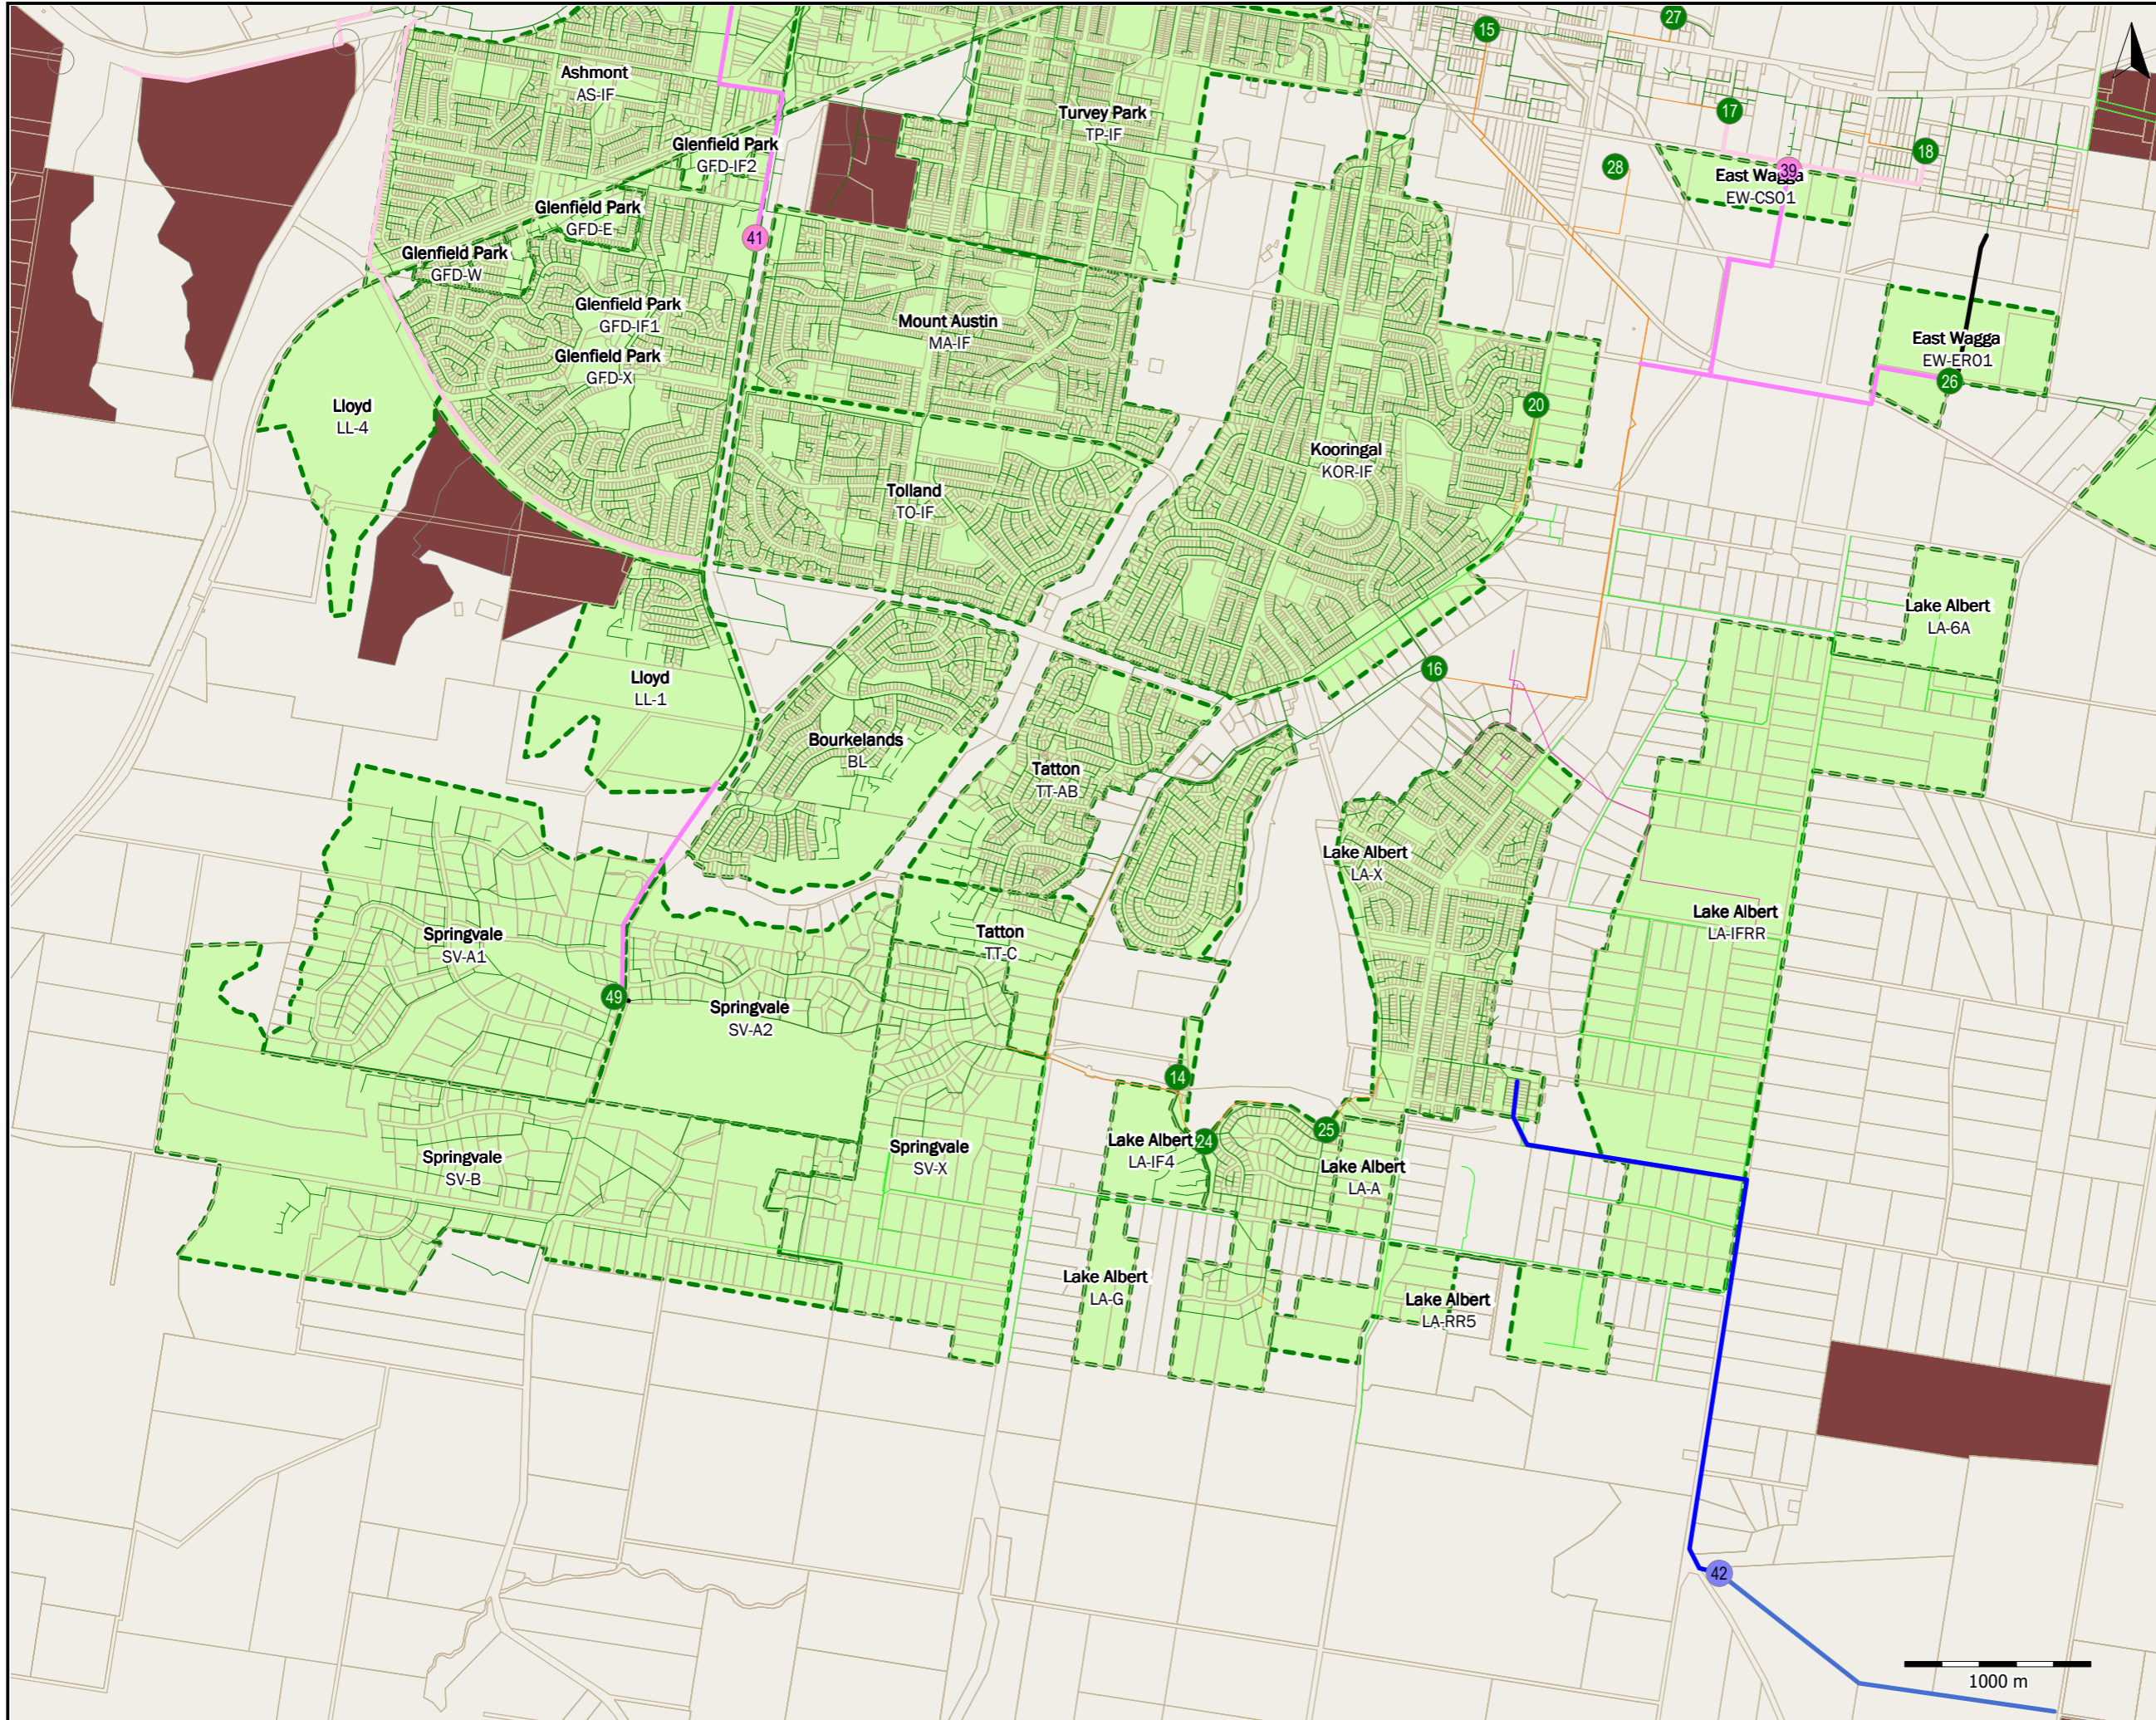 27
15
Ashmont
AS-IF
17
Turvey Park
TP-IF
Glenfield Park
GFD-IF2
18
28
39
East Wagga
EW-CS01
Glenfield Park
GFD-E
41
Glenfield Park
GFD-W
Glenfield Park
GFD-IF1
Mount Austin
MA-IF
East Wagga
EW-ER01
Glenfield Park
GFD-X
26
Lloyd
LL-4
20
Kooringal
KOR-IF
Tolland
TO-IF
Lake Albert
LA-6A
16
Lloyd
LL-1
Bourkelands
BL
Tatton
TT-AB
Lake Albert
LA-X
Lake Albert
LA-IFRR
Springvale
SV-A1
Tatton
TT-C
49
Springvale
SV-A2
14
25
Lake Albert
LA-IF4
24
Springvale
SV-X
Springvale
SV-B
Lake Albert
LA-A
Lake Albert
LA-G
Lake Albert
LA-RR5
42
1000 m